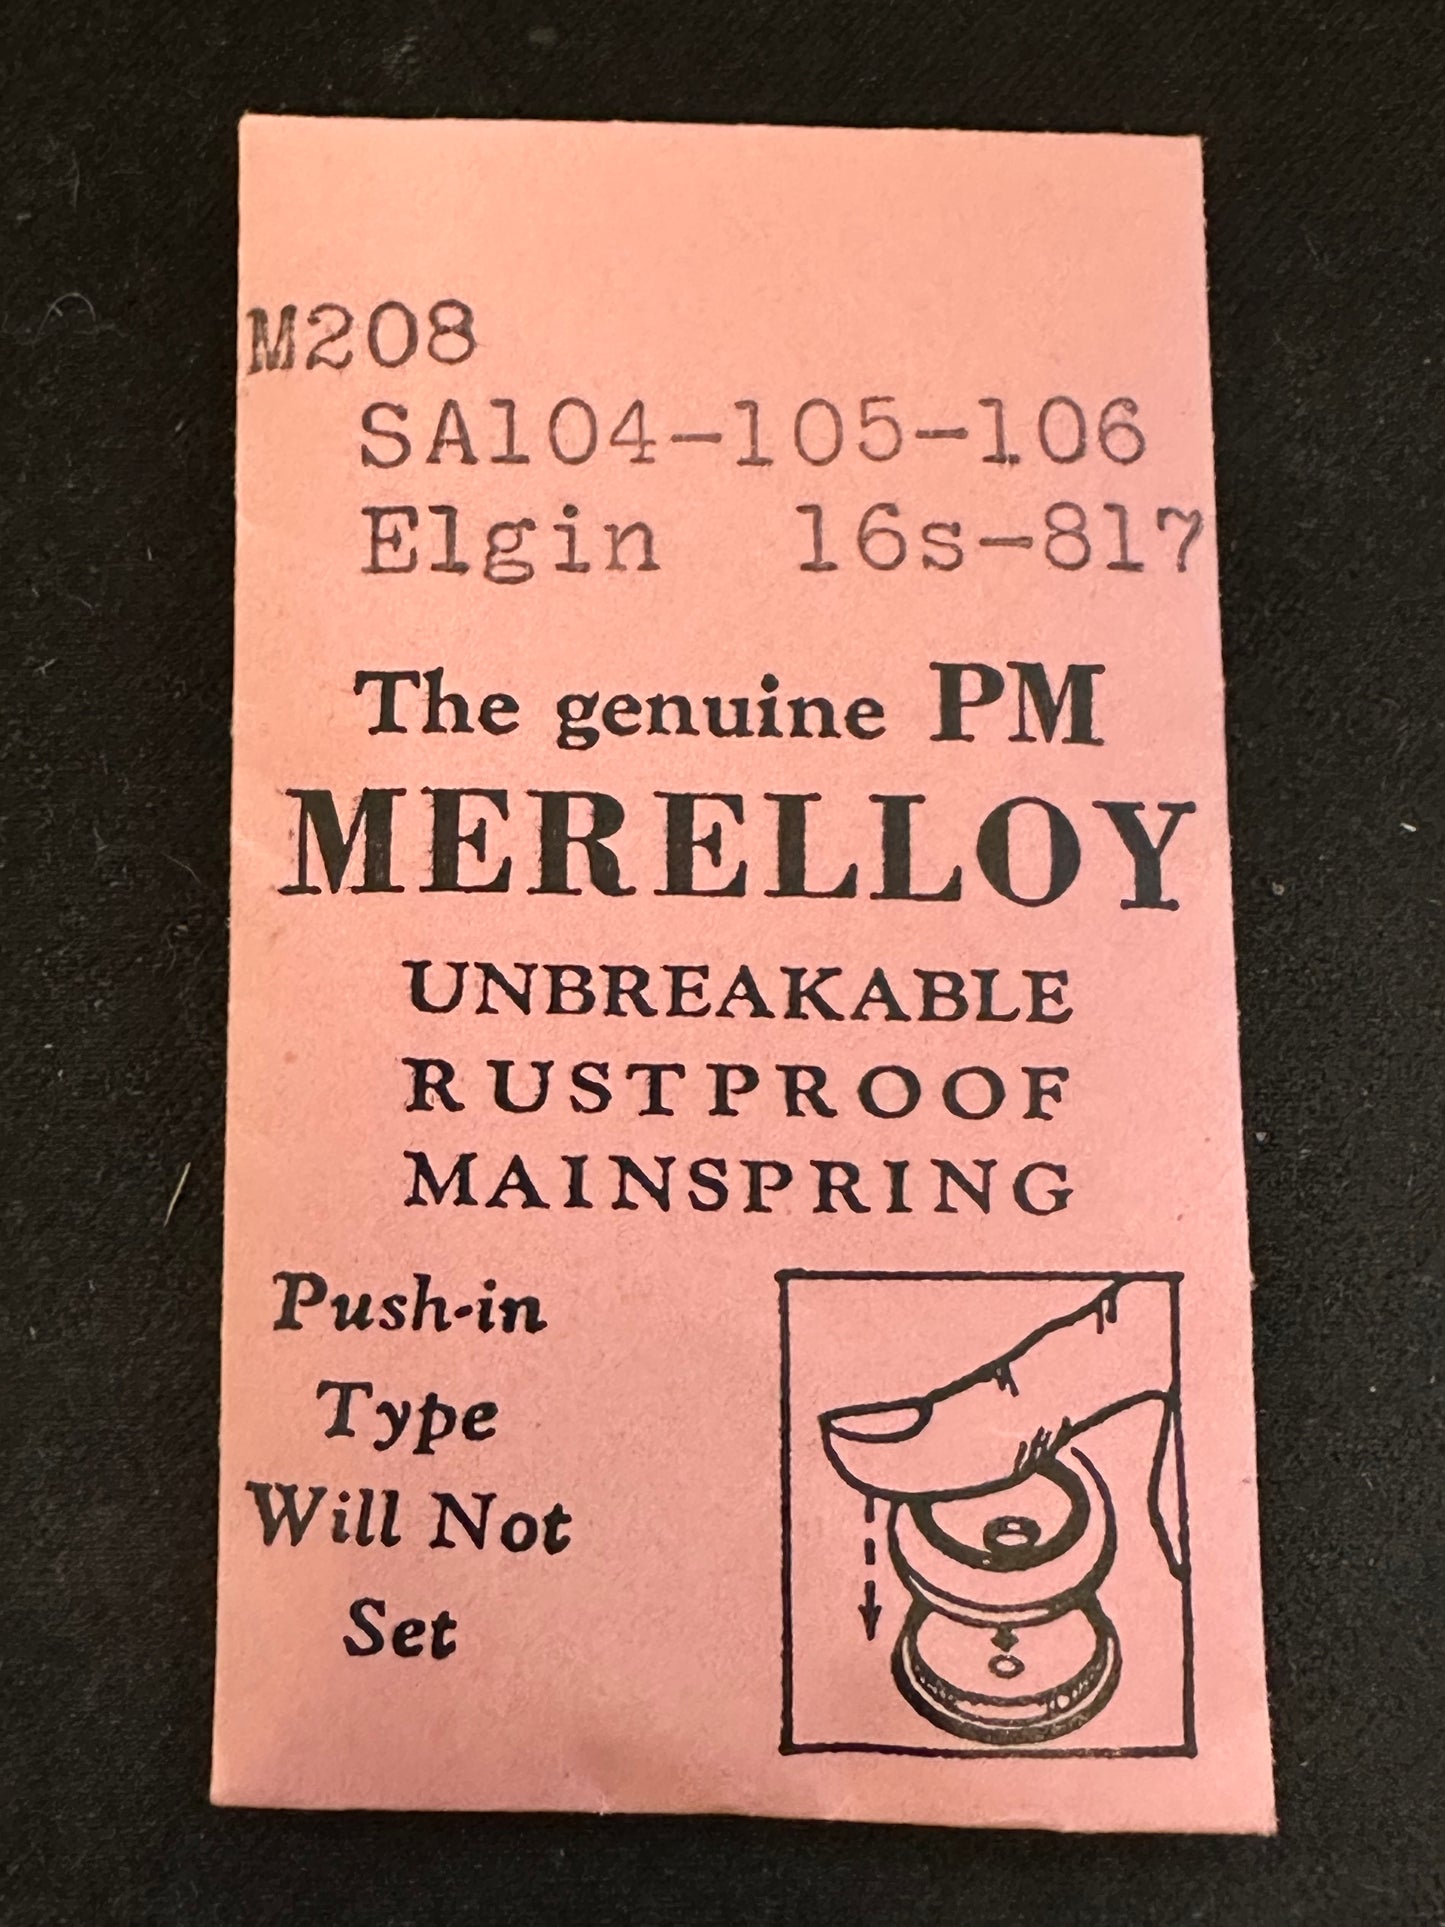 M208
SA104-105-106
Elgin 16s-817
The genuine PM
MERELLOY
UNBREAKABLE
RUSTPROOF
MAINSPRING
Push-in
Type
Will Not
Set